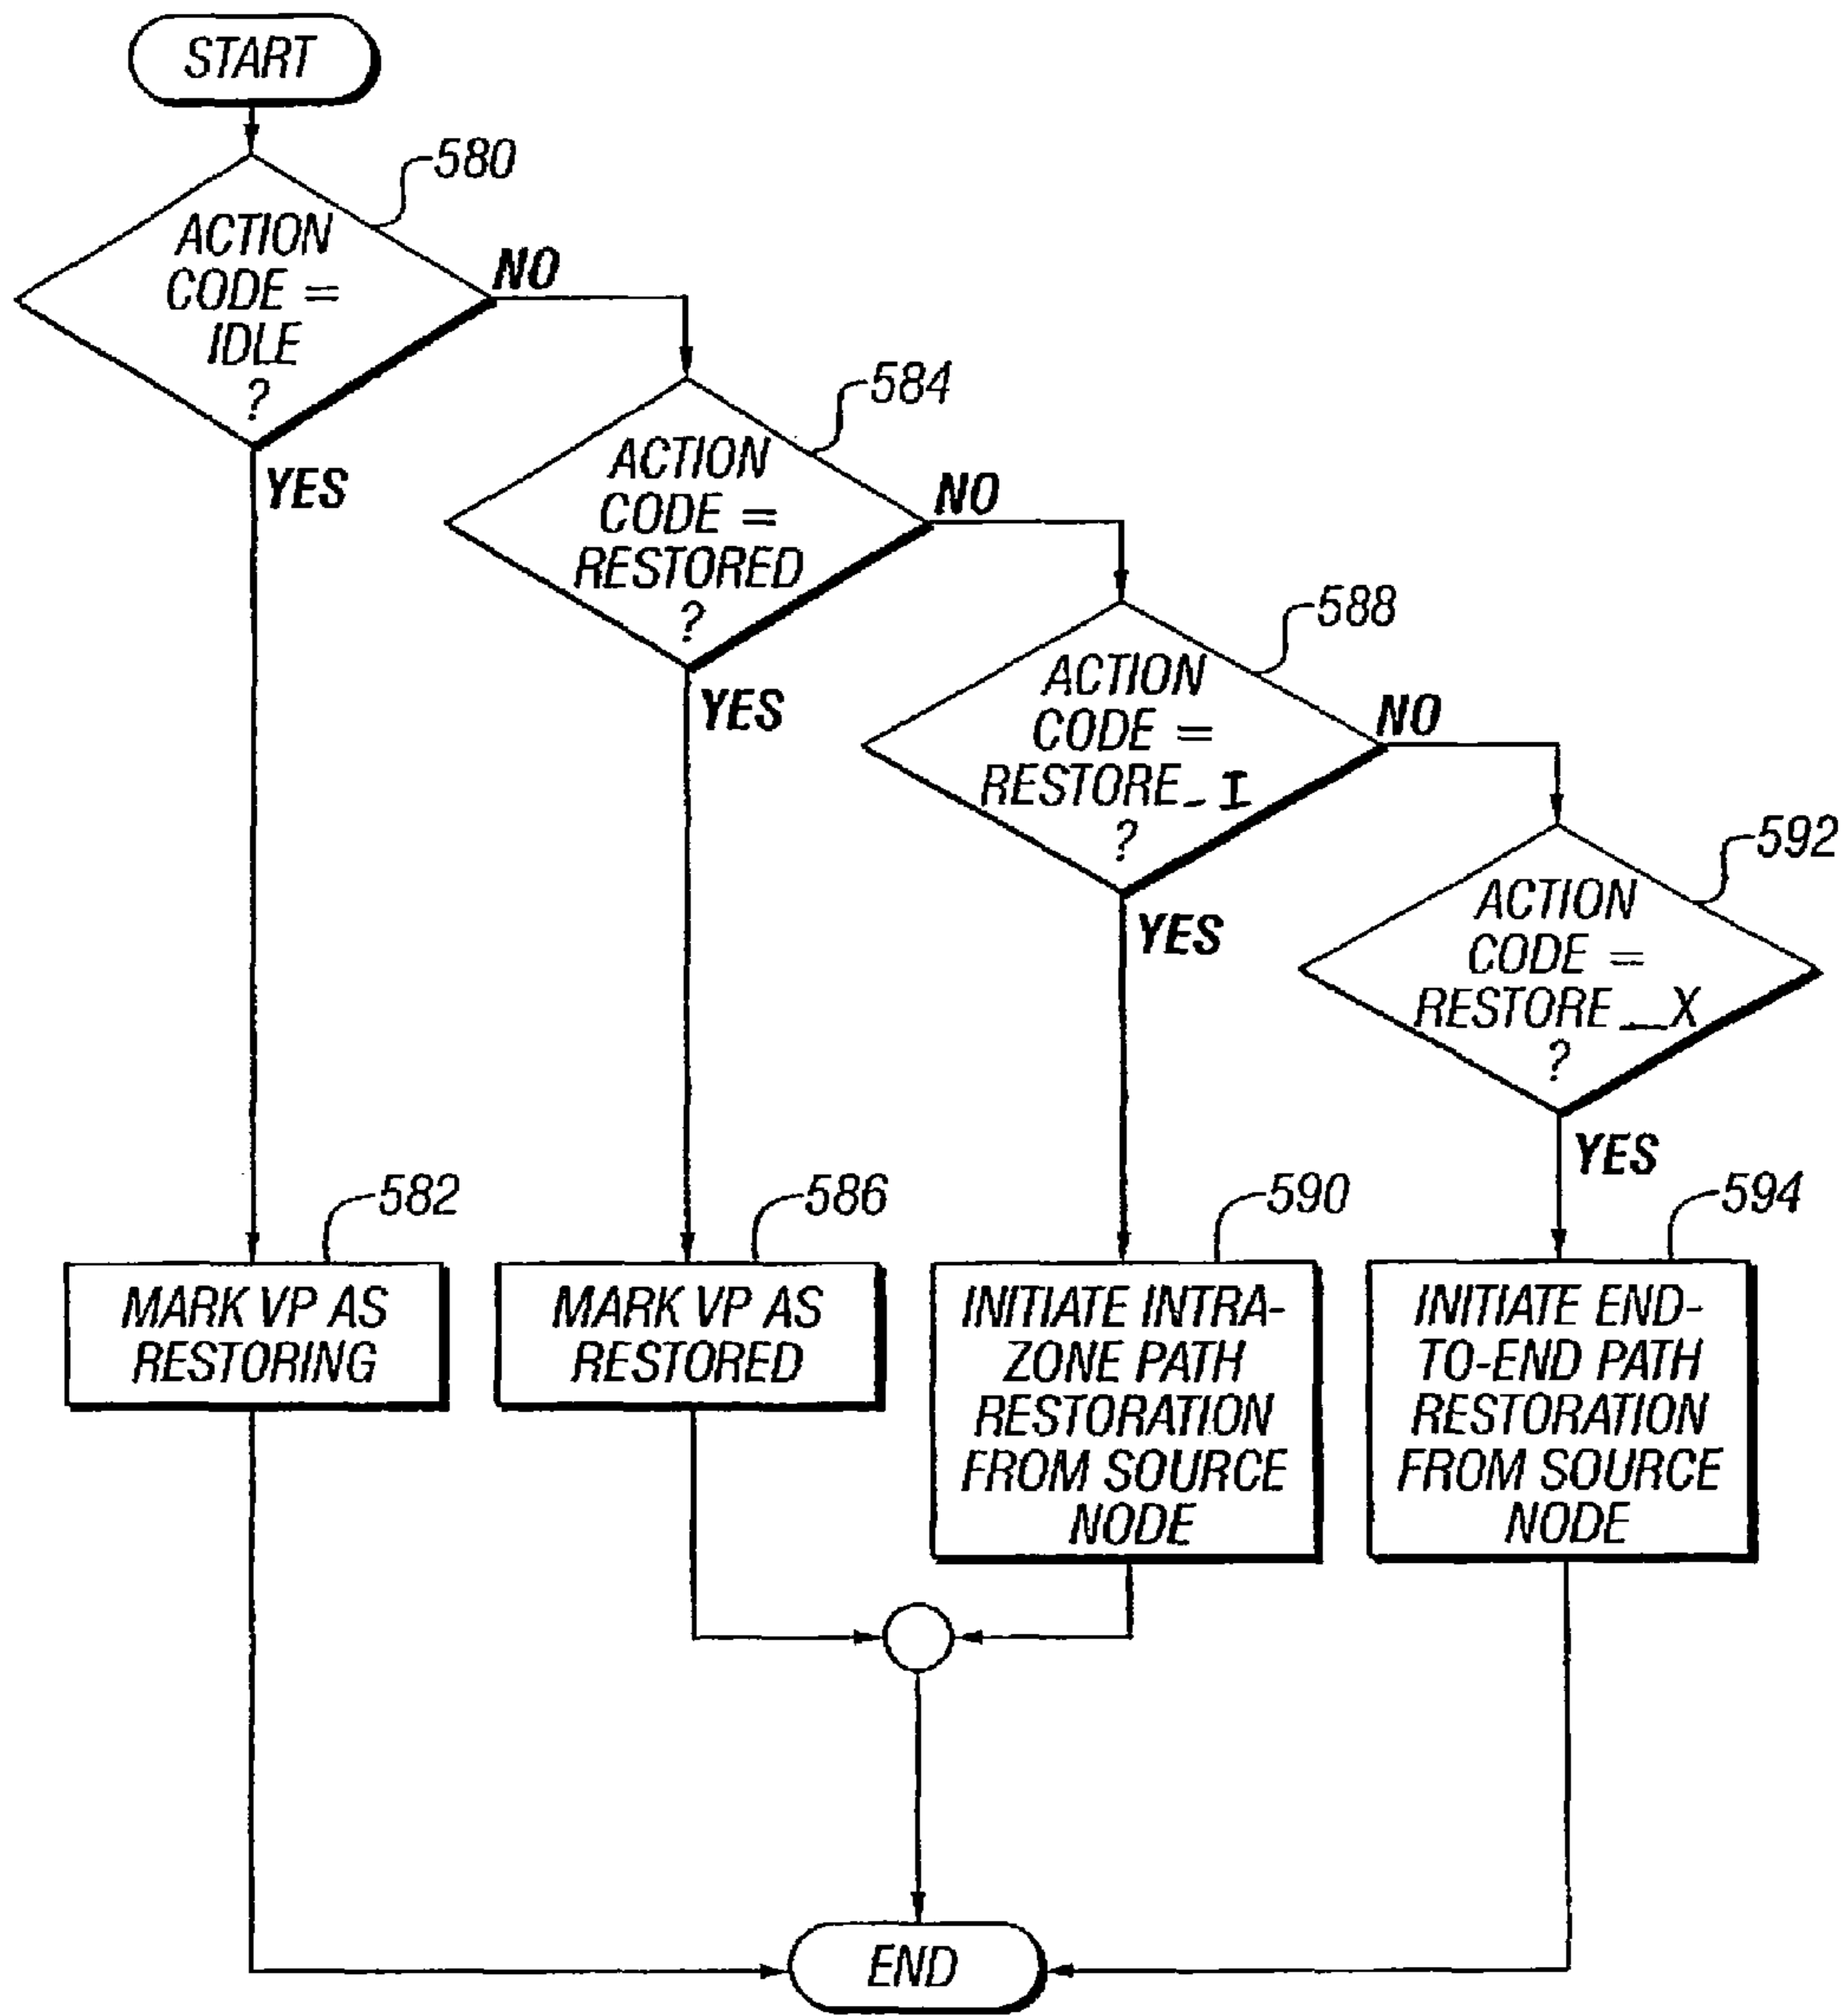 START
580
ACTION
CODE =
IDLE
?
NO
YES
584
ACTION
CODE =
RESTORED
?
NO
YES
588
ACTION
CODE =
RESTORE_I
?
NO
YES
592
ACTION
CODE =
RESTORE_X
?
YES
582
MARK VP AS
RESTORING
586
MARK VP AS
RESTORED
590
INITIATE INTRA-
ZONE PATH
RESTORATION
FROM SOURCE
NODE
594
INITIATE END-
TO-END PATH
RESTORATION
FROM SOURCE
NODE
END